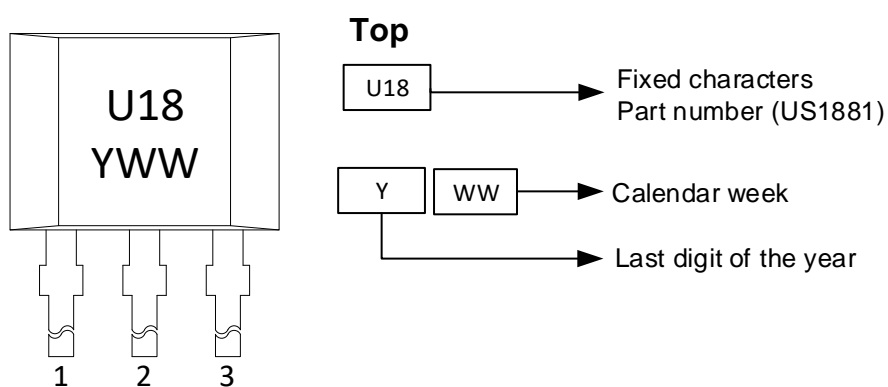 U18
YWW
1 2 3
Top
U18
Fixed characters
Part number (US1881)
Y WW
Calendar week
Last digit of the year